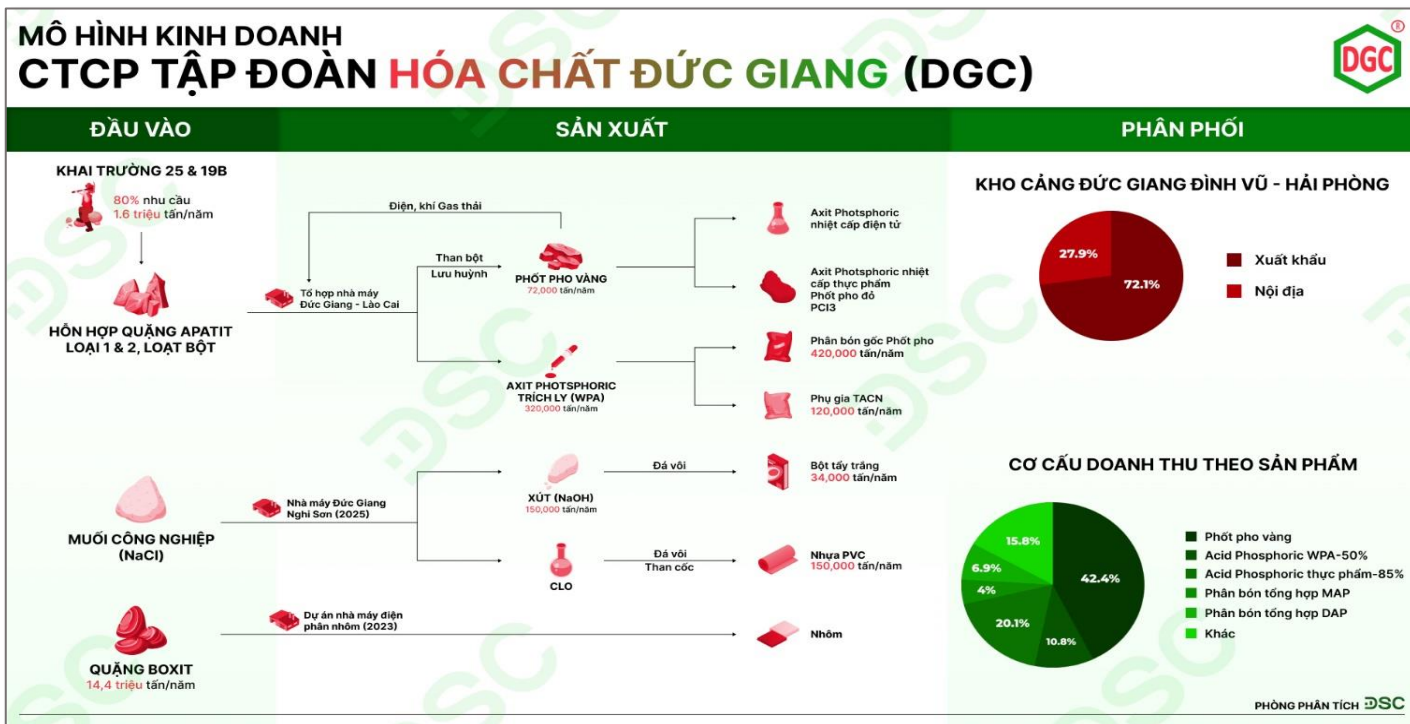 MÔ HÌNH KINH DOANH
CTCP TẬP ĐOÀN HÓA CHẤT ĐỨC GIANG (DGC)
DGC
®
ĐẦU VÀO
SẢN XUẤT
PHÂN PHỐI
KHAI TRƯỜNG 25 & 19B
80% nhu cầu
1.6 triệu tấn/năm
HỖN HỢP QUẶNG APATIT
LOẠI 1 & 2, LOẠT BỘT
Điện, khí Gas thải
Tổ hợp nhà máy
Đức Giang - Lào Cai
Than bột
Lưu huỳnh
PHỐT PHO VÀNG
72,000 tấn/năm
AXIT PHOTSPHORIC
TRÍCH LY (WPA)
320,000 tấn/năm
Axit Photsphoric
nhiệt cấp điện tử
Axit Photsphoric nhiệt
cấp thực phẩm
Phốt pho đỏ
PCI3
Phân bón gốc Phốt pho
420,000 tấn/năm
Phụ gia TACN
120,000 tấn/năm
MUỐI CÔNG NGHIỆP
(NaCl)
Nhà máy Đức Giang
Nghi Sơn (2025)
XÚT (NaOH)
150,000 tấn/năm
Đá vôi
Bột tẩy trắng
34,000 tấn/năm
CLO
Đá vôi
Than cốc
Nhựa PVC
150,000 tấn/năm
QUẶNG BOXIT
14,4 triệu tấn/năm
Dự án nhà máy điện
phân nhôm (2023)
Nhôm
KHO CẢNG ĐỨC GIANG ĐÌNH VŨ - HẢI PHÒNG
27.9%
72.1%
Xuất khẩu
Nội địa
CƠ CẤU DOANH THU THEO SẢN PHẨM
15.8%
6.9%
4%
20.1%
10.8%
42.4%
Phốt pho vàng
Acid Phosphoric WPA-50%
Acid Phosphoric thực phẩm-85%
Phân bón tổng hợp MAP
Phân bón tổng hợp DAP
Khác
PHÒNG PHÂN TÍCH DSC